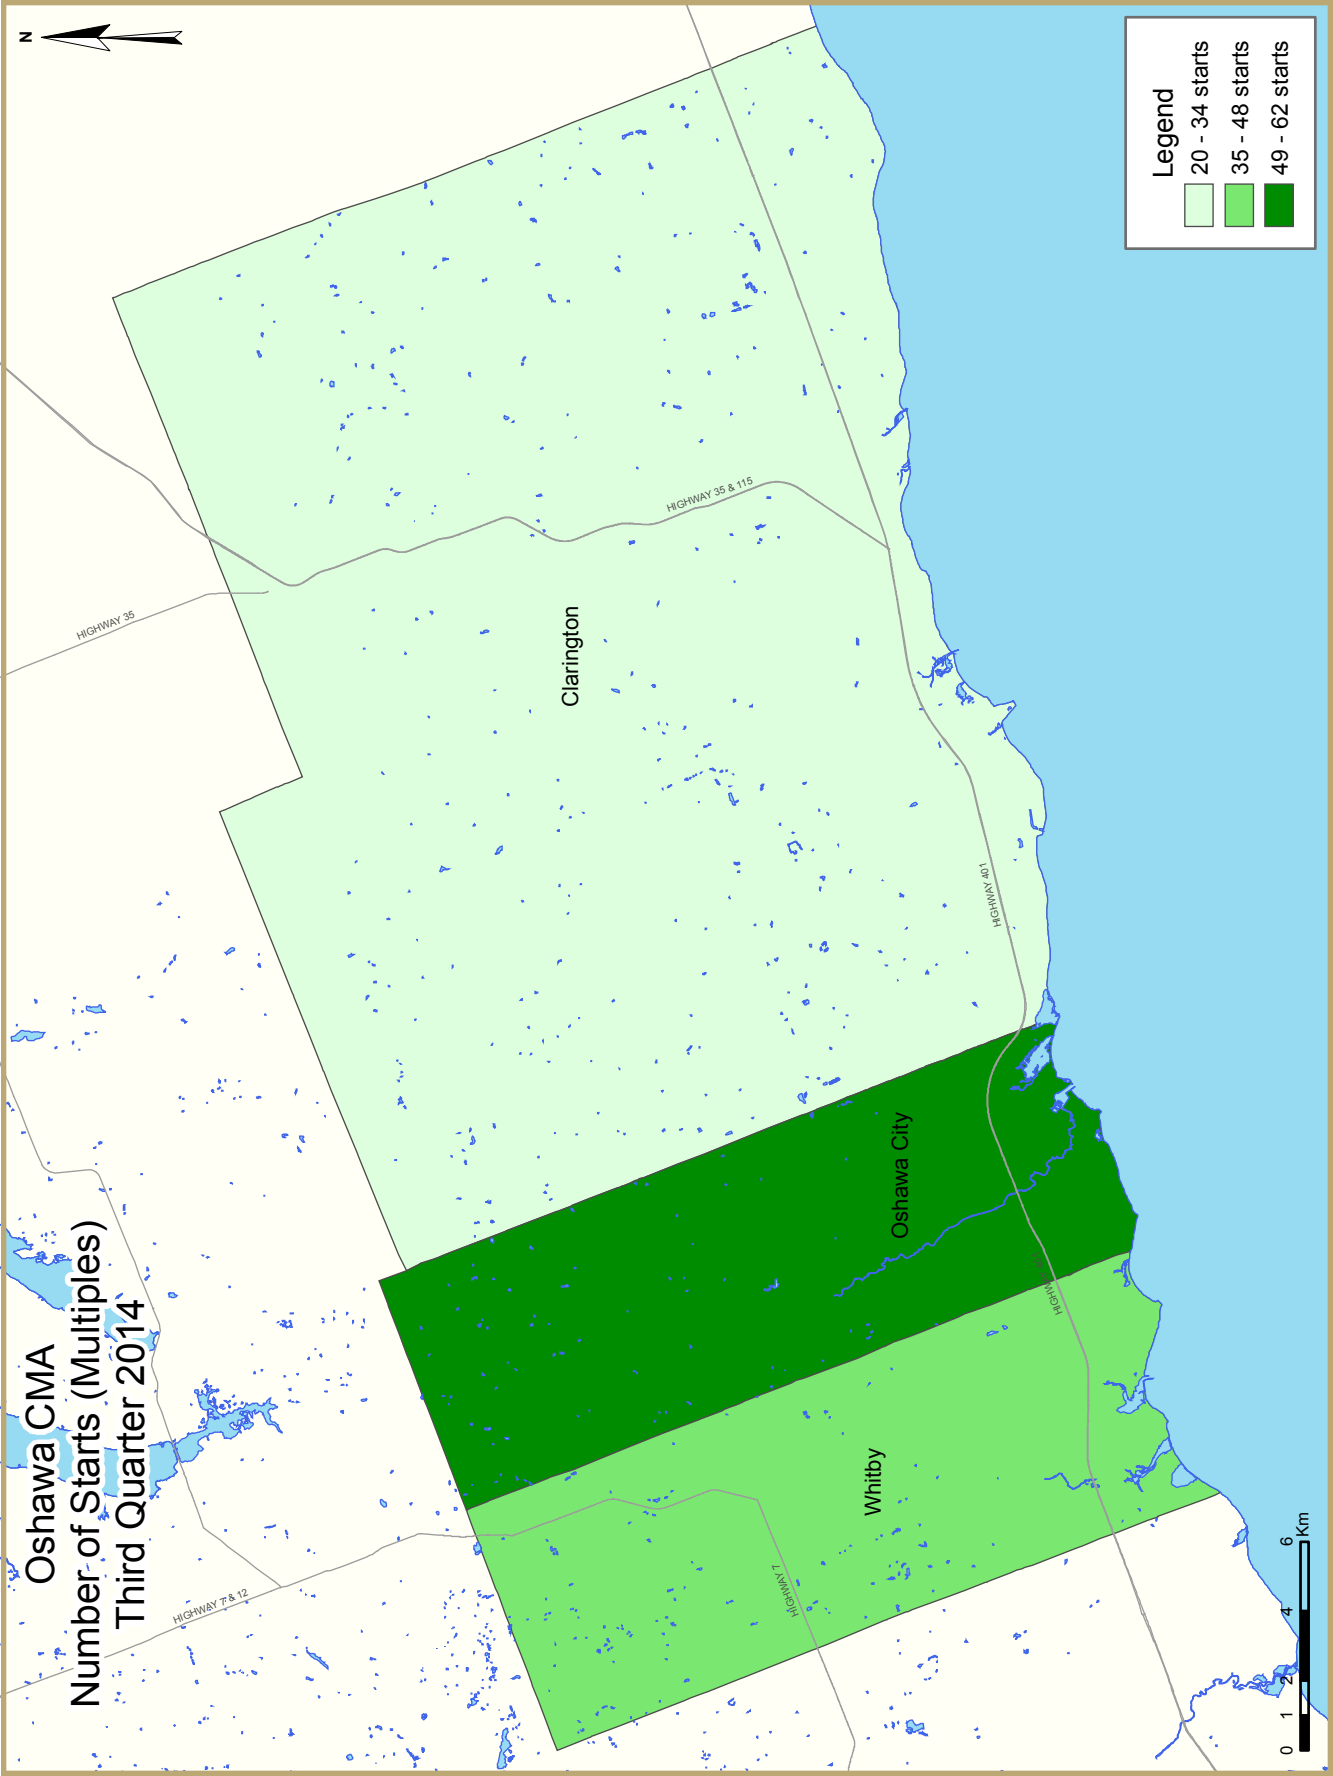 Oshawa CMA
Number of Starts (Multiples)
Third Quarter 2014
N
HIGHWAY 7 & 12
HIGHWAY 35
HIGHWAY 35 & 115
Clarington
HIGHWAY 401
Oshawa City
Whitby
HIGHWAY 7
Legend
20 - 34 starts
35 - 48 starts
49 - 62 starts
0 1 2 4 6
Km